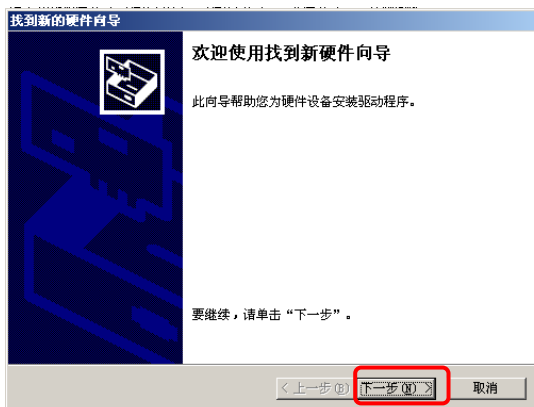 找到新的硬件向导
欢迎使用找到新硬件向导
此向导帮助您为硬件设备安装驱动程序。
要继续，请单击“下一步”。
< 上一步(B) 下一步(N) > 取消